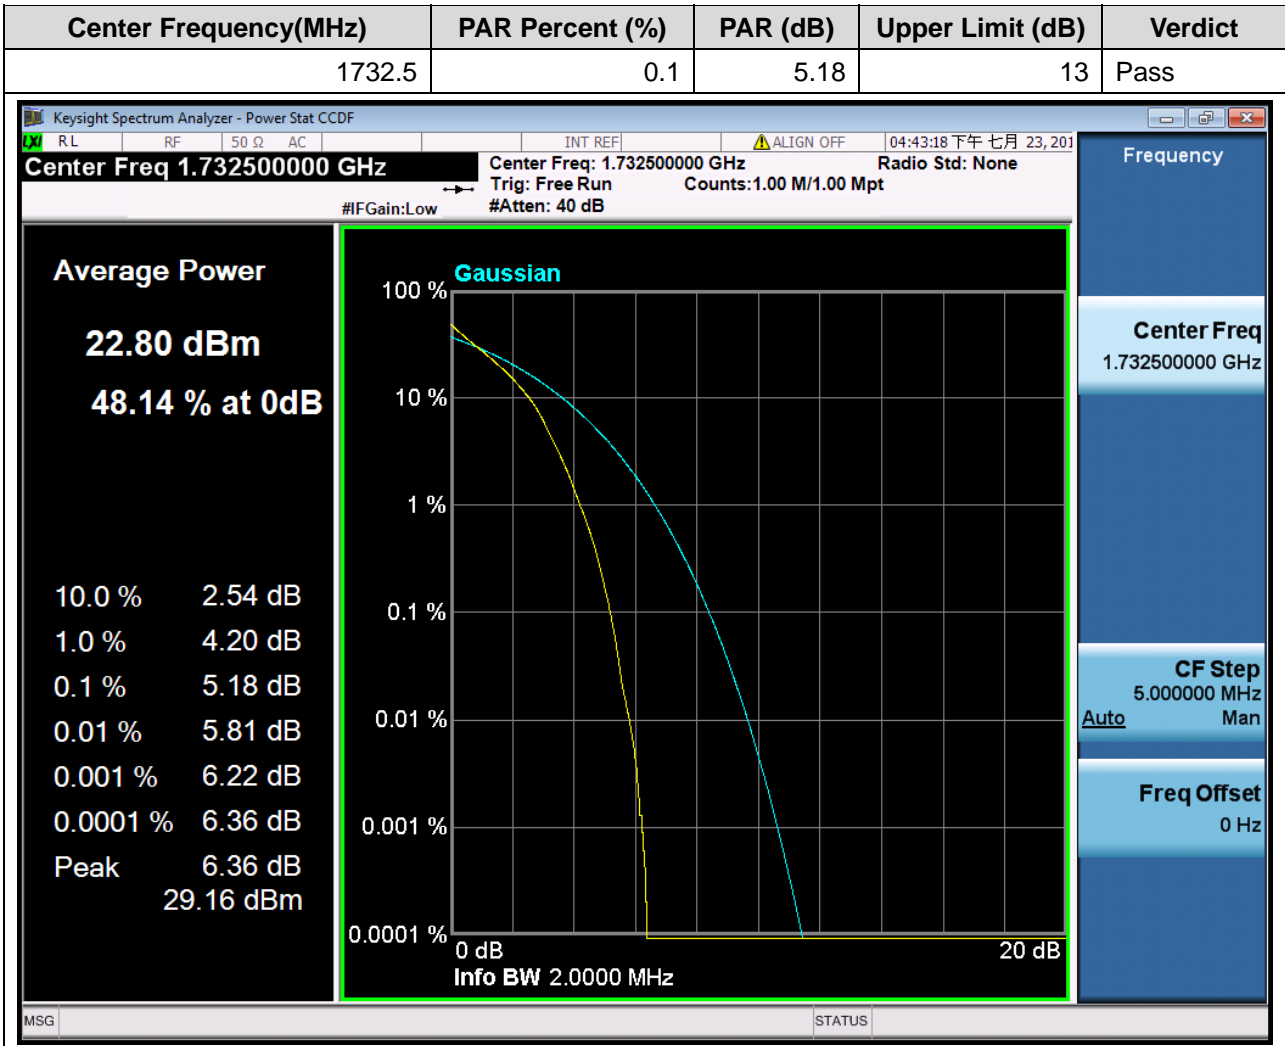 Center Frequency(MHz) PAR Percent (%) PAR (dB) Upper Limit (dB) Verdict
1732.5 0.1 5.18 13 Pass
Keysight Spectrum Analyzer - Power Stat CCDF
LXI RL RF 50 Ω AC INT REF ALIGN OFF 04:43:18 下午 七月 23, 201
Center Freq 1.732500000 GHz
Center Freq: 1.732500000 GHz Radio Std: None
Trig: Free Run Counts:1.00 M/1.00 Mpt
#IFGain:Low #Atten: 40 dB
Average Power
22.80 dBm
48.14 % at 0dB
10.0 % 2.54 dB
1.0 % 4.20 dB
0.1 % 5.18 dB
0.01 % 5.81 dB
0.001 % 6.22 dB
0.0001 % 6.36 dB
Peak 6.36 dB
29.16 dBm
Gaussian
100 %
10 %
1 %
0.1 %
0.01 %
0.001 %
0.0001 %
0 dB 20 dB
Info BW 2.0000 MHz
Frequency
Center Freq
1.732500000 GHz
CF Step
5.000000 MHz
Auto Man
Freq Offset
0 Hz
MSG STATUS